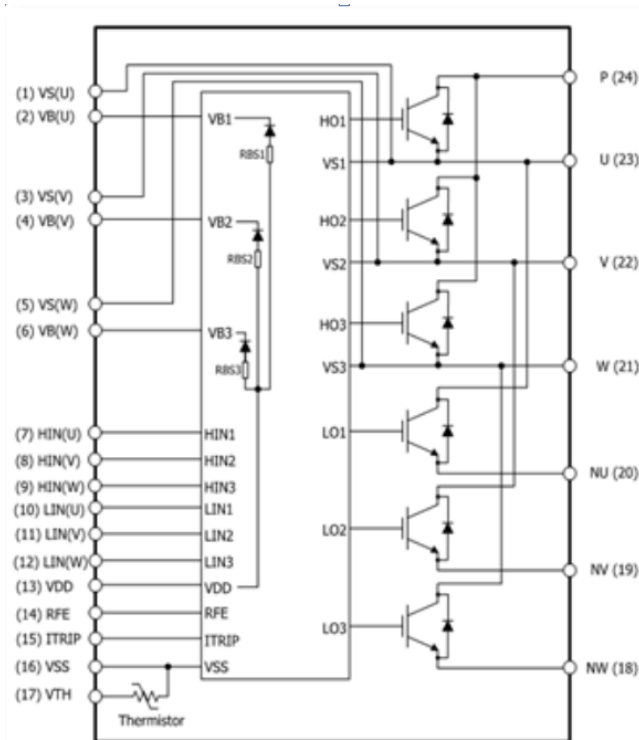 (1) VS(U)
(2) VB(U)
(3) VS(V)
(4) VB(V)
(5) VS(W)
(6) VB(W)
(7) HIN(U)
(8) HIN(V)
(9) HIN(W)
(10) LIN(U)
(11) LIN(V)
(12) LIN(W)
(13) VDD
(14) RFE
(15) ITRIP
(16) VSS
(17) VTH
Thermistor
VB1
RBS1
VB2
RBS2
VB3
RBS3
HIN1
HIN2
HIN3
LIN1
LIN2
LIN3
VDD
RFE
ITRIP
VSS
HO1
VS1
HO2
VS2
HO3
VS3
LO1
LO2
LO3
P (24)
U (23)
V (22)
W (21)
NU (20)
NV (19)
NW (18)